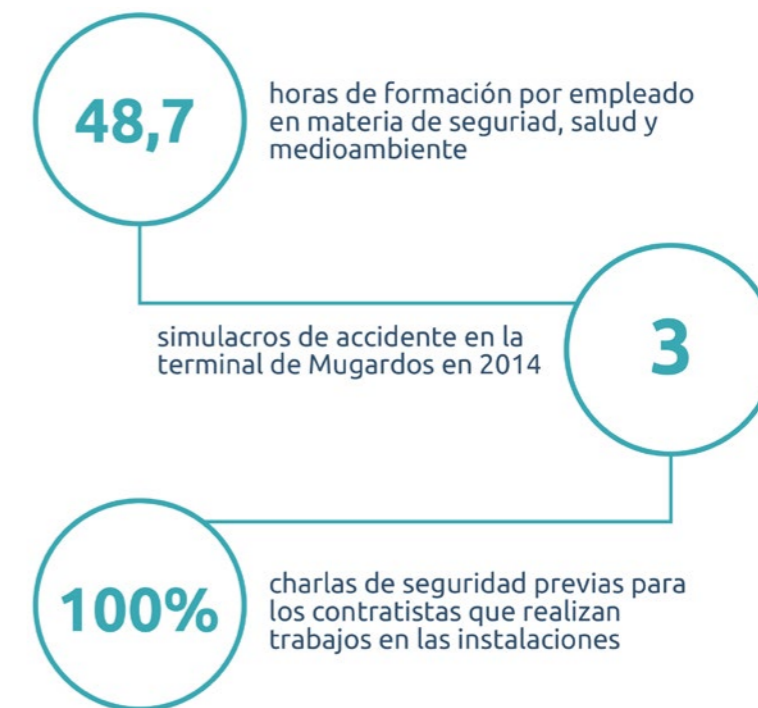 48,7
horas de formación por empleado
en materia de seguriad, salud y
medioambiente
simulacros de accidente en la
terminal de Mugardos en 2014
3
100%
charlas de seguridad previas para
los contratistas que realizan
trabajos en las instalaciones